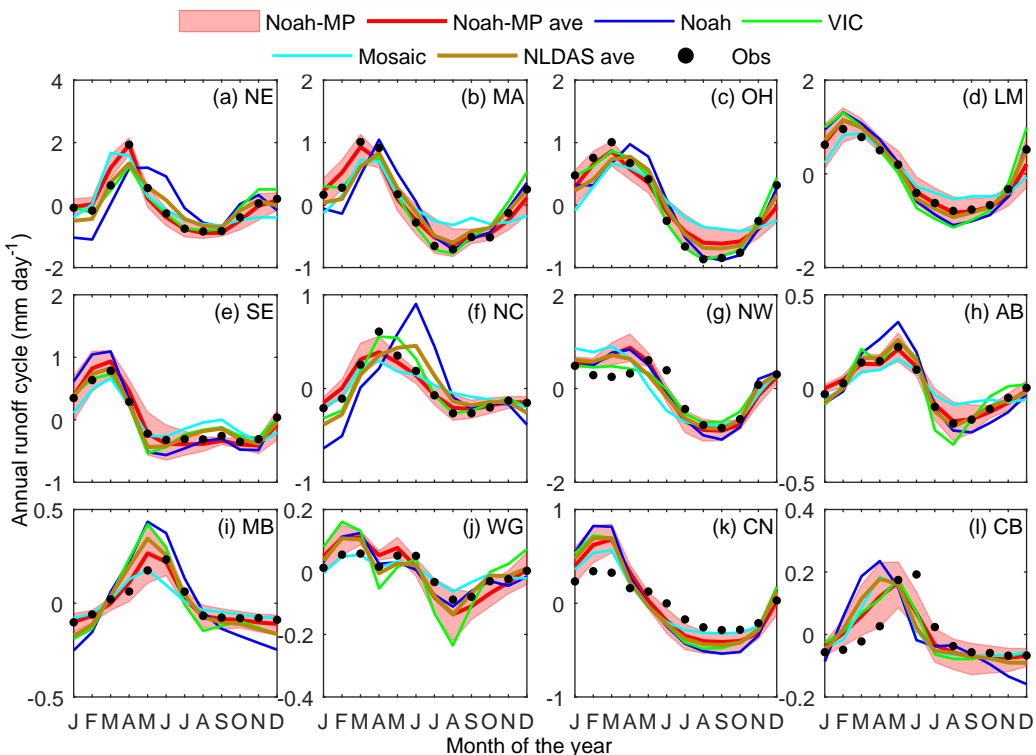 Noah-MP Noah-MP ave Noah VIC
Mosaic NLDAS ave Obs
Annual runoff cycle (mm day-1)
4
2
0
-2
(a) NE
2
1
0
-1
(b) MA
2
1
0
-1
(c) OH
2
0
-2
(d) LM
2
1
0
-1
(e) SE
1
0
-1
(f) NC
2
0
-2
(g) NW
0.5
0
-0.5
(h) AB
0.5
0
-0.5
(i) MB
J F M A M J J A S O N D
0.2
0
-0.2
-0.4
(j) WG
J F M A M J J A S O N D
1
0
-1
(k) CN
J F M A M J J A S O N D
0.4
0.2
0
-0.2
(l) CB
J F M A M J J A S O N D
Month of the year